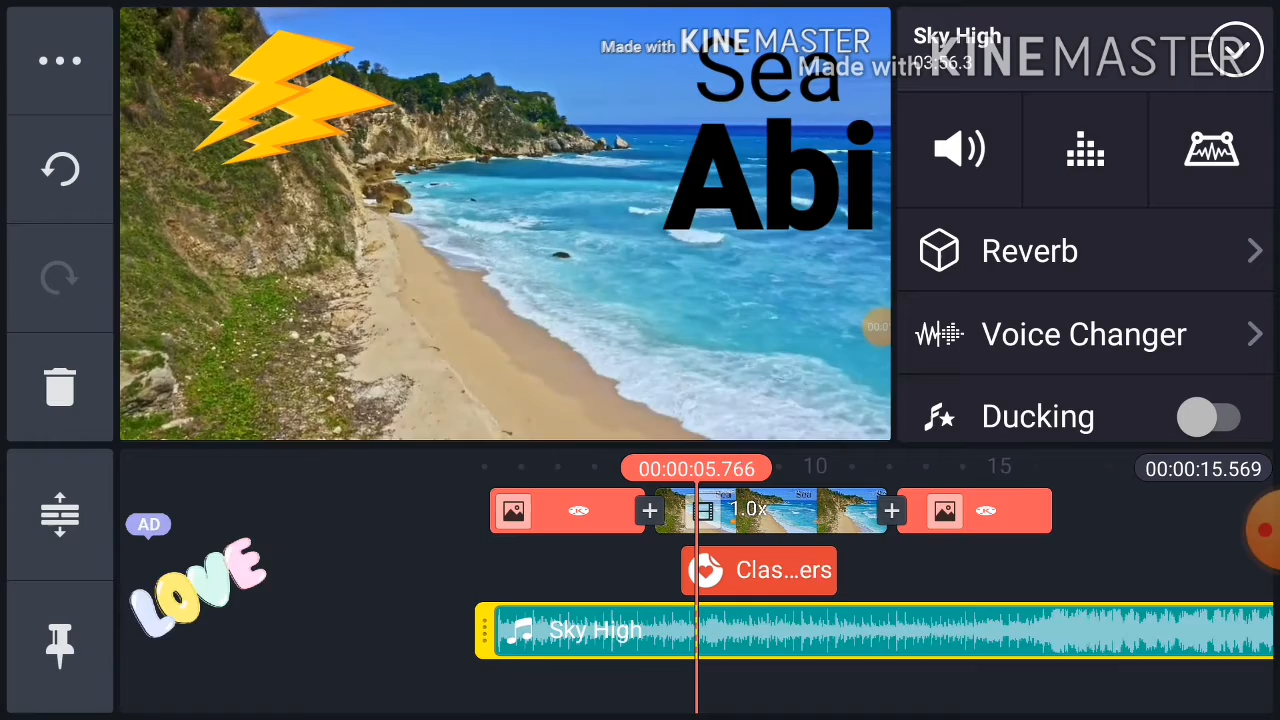 Made with KINEMASTER
Made with KINEMASTER
Sea
Abi
Sky High
03:56.3
Reverb
Voice Changer
Ducking
00:00:05.766
10
15
00:00:15.569
1.0x
Clas...ers
Sky High
AD
LOVE